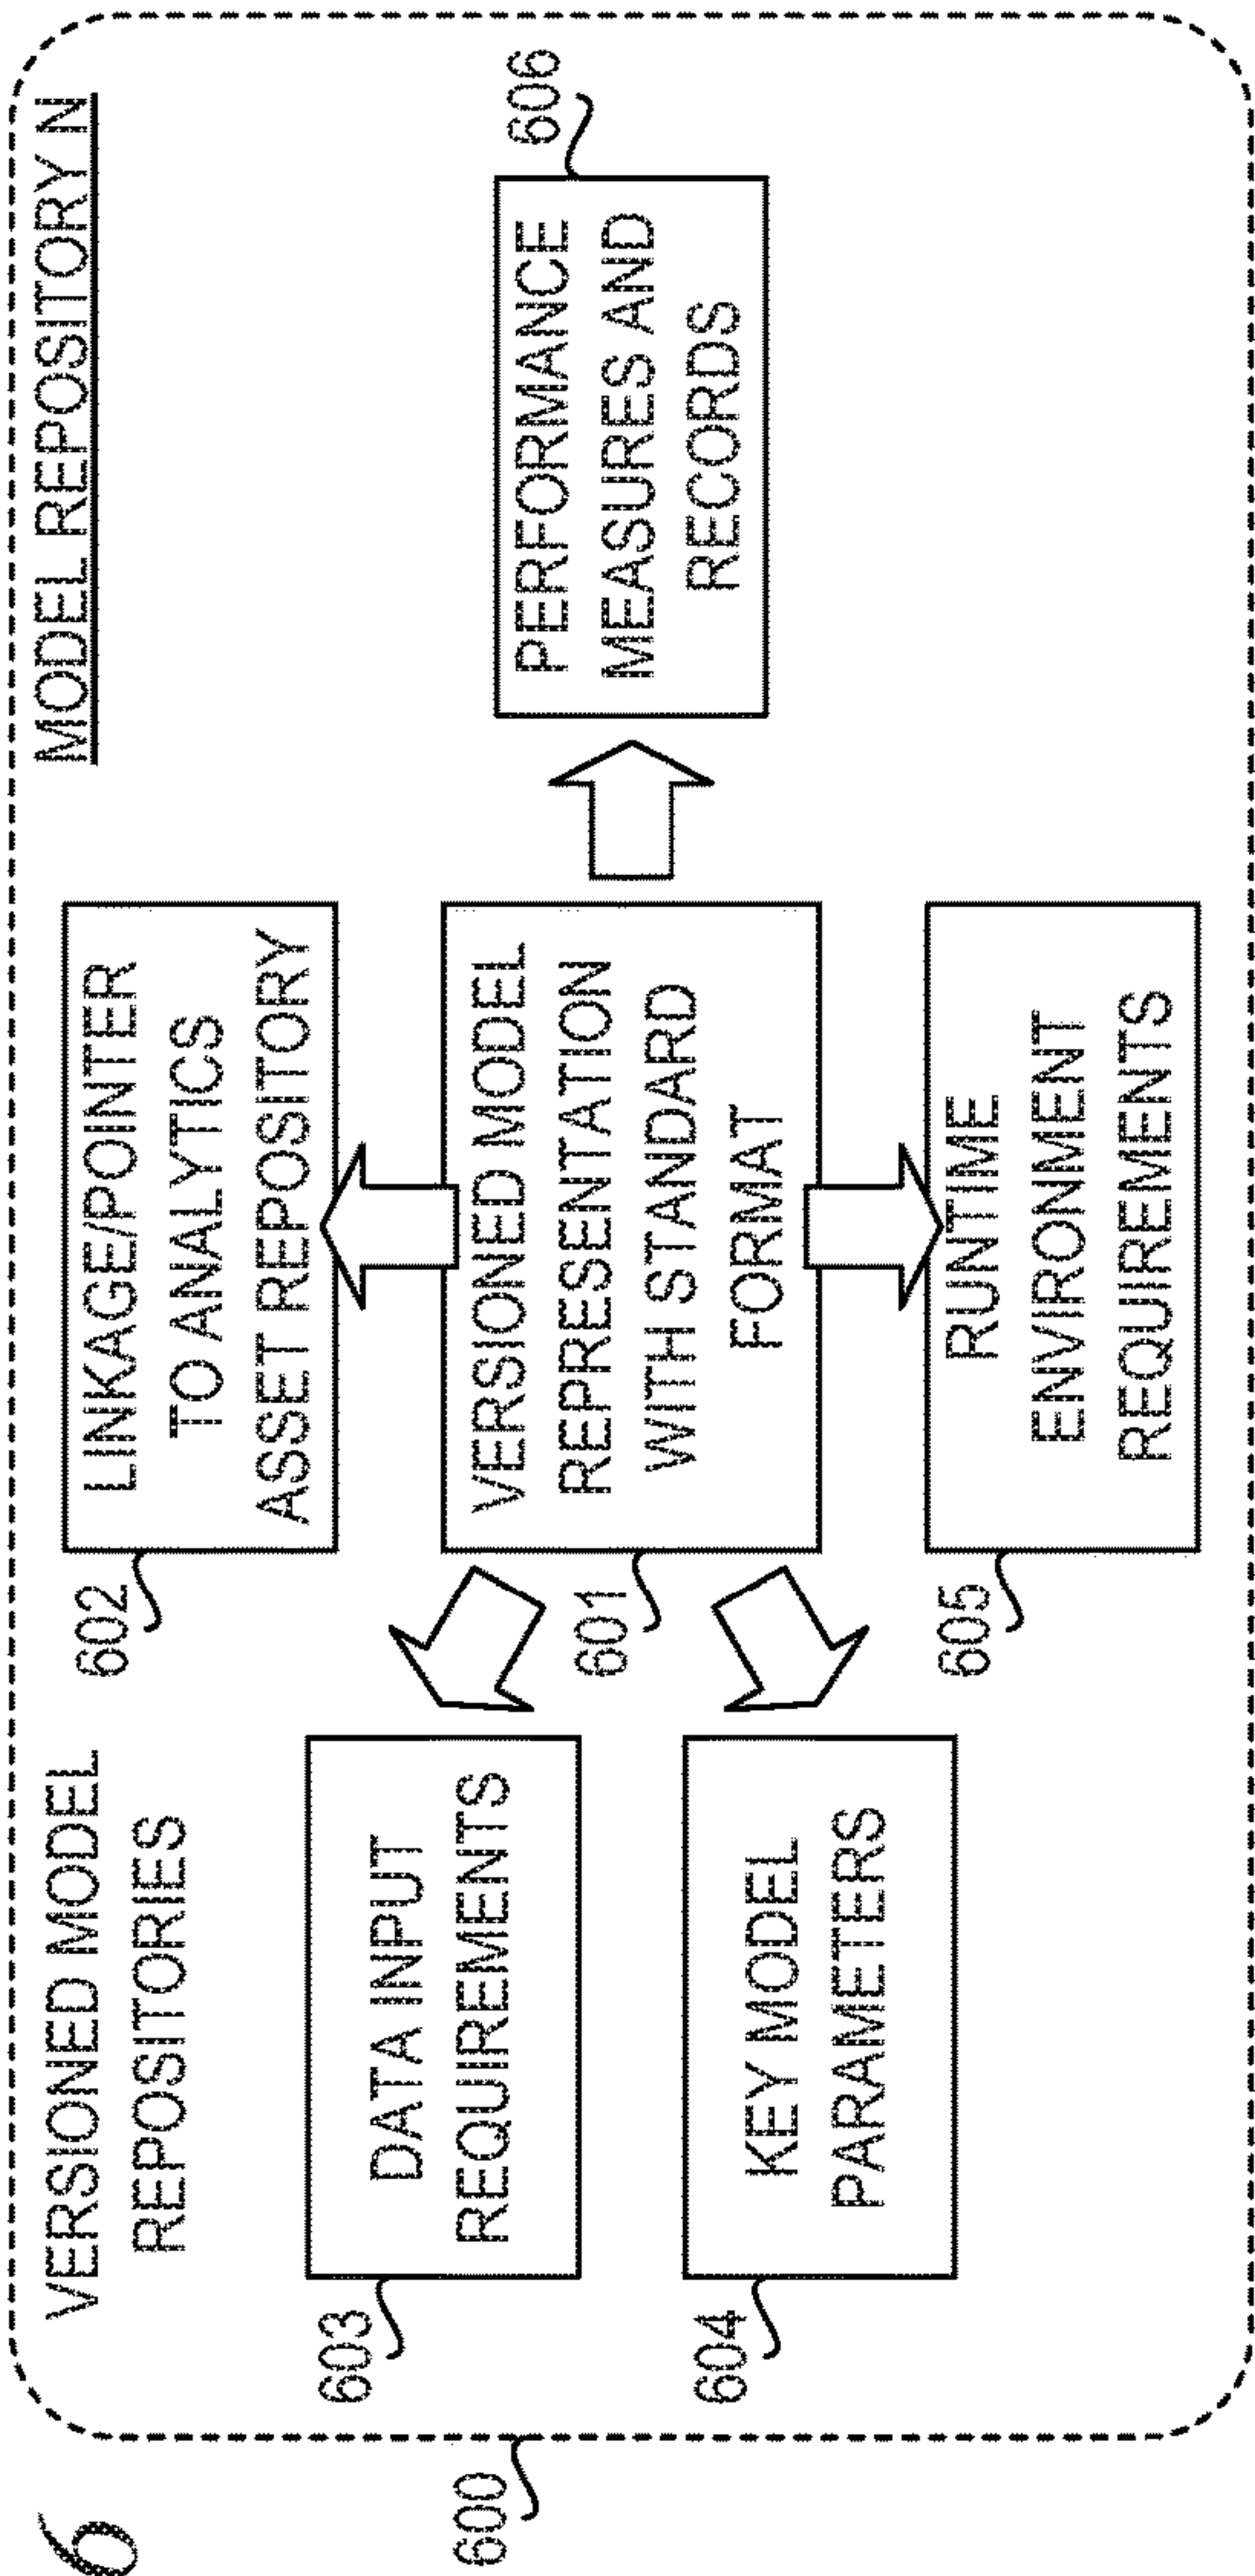 6
600
VERSIONED MODEL
REPOSITORIES
MODEL REPOSITORY N
602
LINKAGE/POINTER
TO ANALYTICS
ASSET REPOSITORY
603
DATA INPUT
REQUIREMENTS
601
VERSIONED MODEL
REPRESENTATION
WITH STANDARD
FORMAT
606
PERFORMANCE
MEASURES AND
RECORDS
604
KEY MODEL
PARAMETERS
605
RUNTIME
ENVIRONMENT
REQUIREMENTS